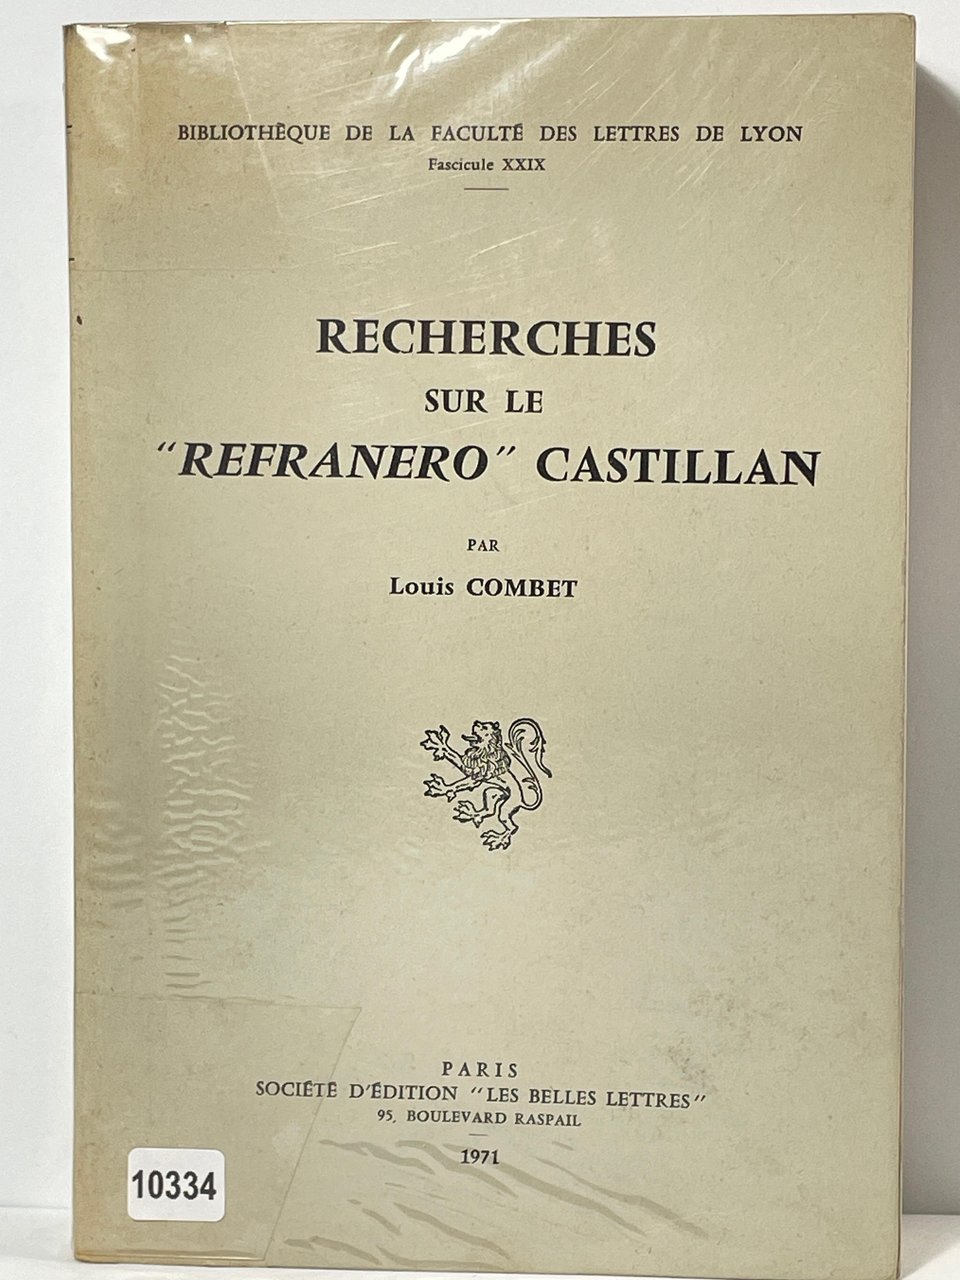 BIBLIOTHÈQUE DE LA FACULTÉ DES LETTRES DE LYON
Fascicule XXIX
RECHERCHES
SUR LE
"REFRANERO" CASTILLAN
PAR
Louis COMBET
PARIS
SOCIÉTÉ D'ÉDITION "LES BELLES LETTRES"
95, BOULEVARD RASPAIL
1971
10334